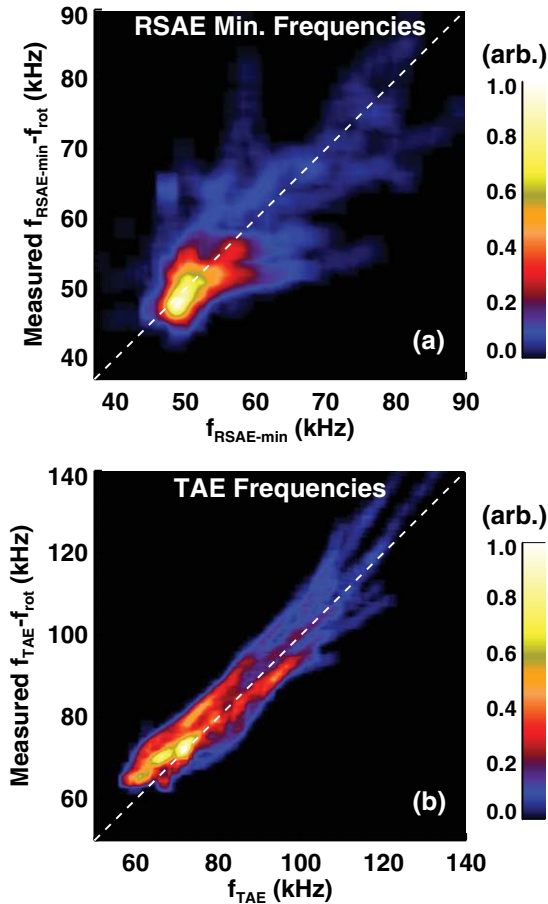 RSAE Min. Frequencies
(arb.)
Measured f_RSAE-min-f_rot (kHz)
90
80
70
60
50
40
40 50 60 70 80 90
f_RSAE-min (kHz)
(a)
1.0
0.8
0.6
0.4
0.2
0.0
TAE Frequencies
(arb.)
Measured f_TAE-f_rot (kHz)
140
120
100
80
60
60 80 100 120 140
f_TAE (kHz)
(b)
1.0
0.8
0.6
0.4
0.2
0.0